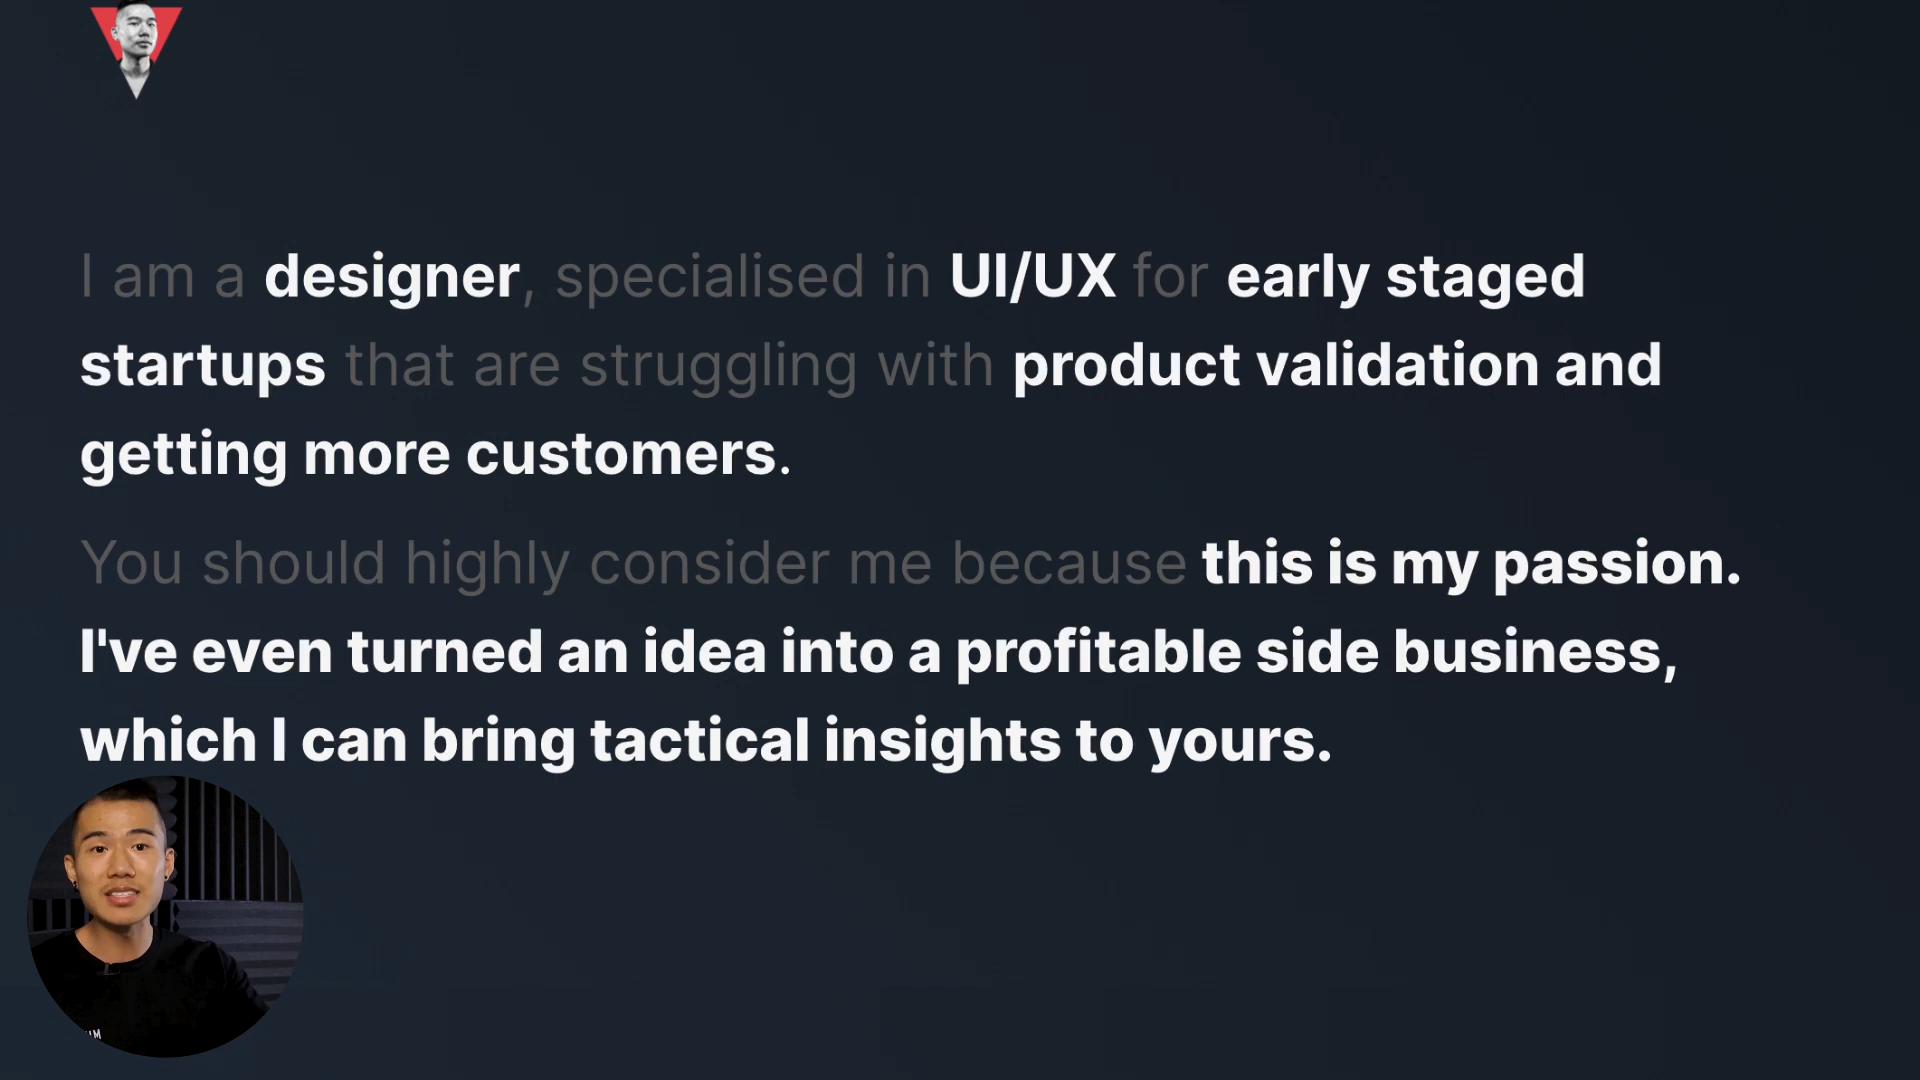 I am a designer, specialised in UI/UX for early staged
startups that are struggling with product validation and
getting more customers.
You should highly consider me because this is my passion.
I've even turned an idea into a profitable side business,
which I can bring tactical insights to yours.